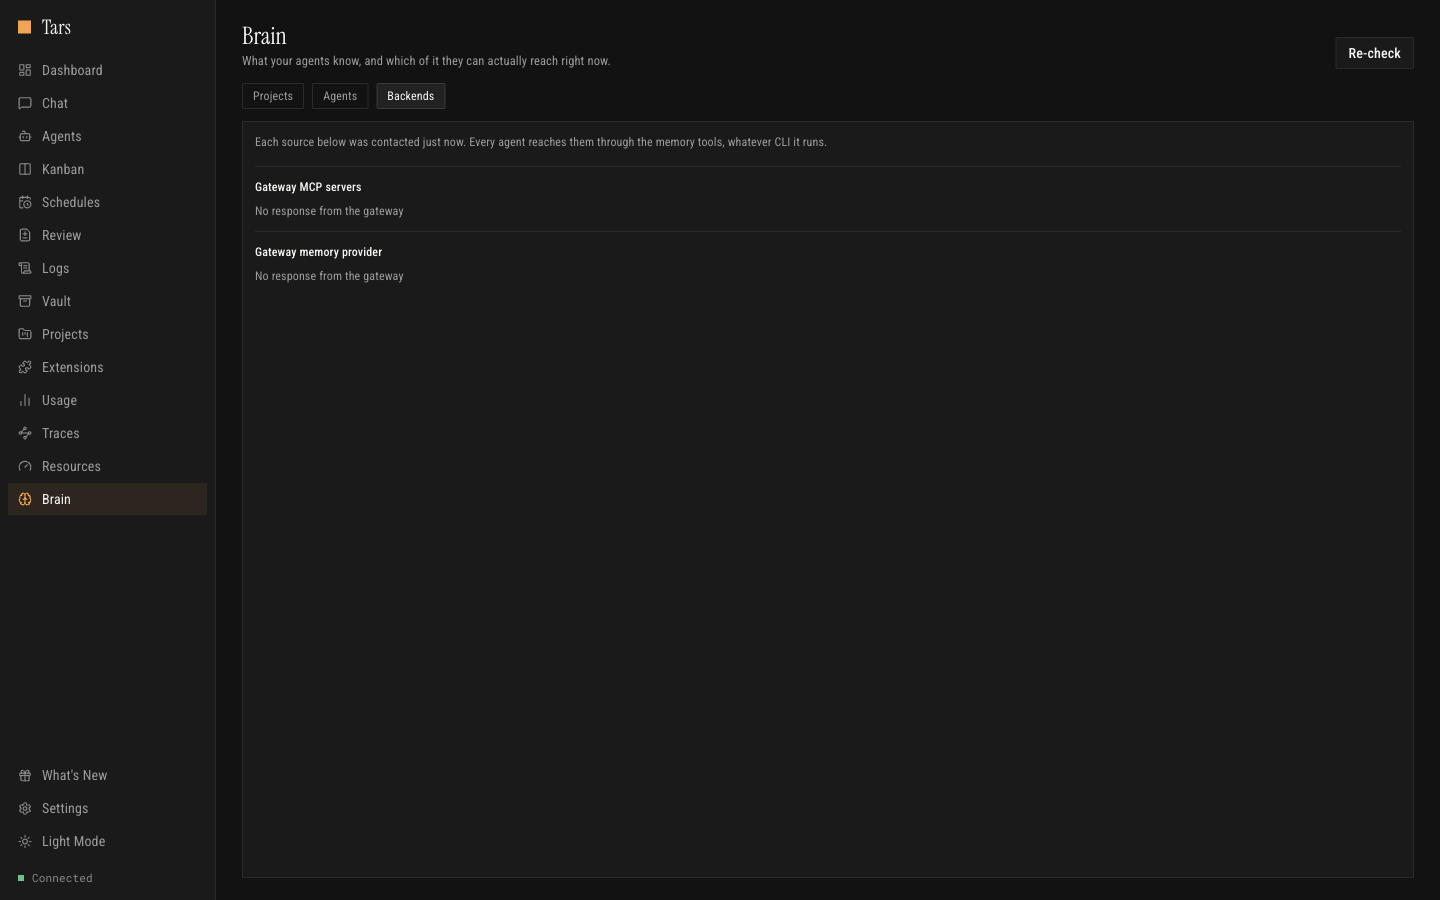 Tars
Dashboard
Chat
Agents
Kanban
Schedules
Review
Logs
Vault
Projects
Extensions
Usage
Traces
Resources
Brain
What's New
Settings
Light Mode
Connected
Brain
What your agents know, and which of it they can actually reach right now.
Re-check
Projects
Agents
Backends
Each source below was contacted just now. Every agent reaches them through the memory tools, whatever CLI it runs.
Gateway MCP servers
No response from the gateway
Gateway memory provider
No response from the gateway